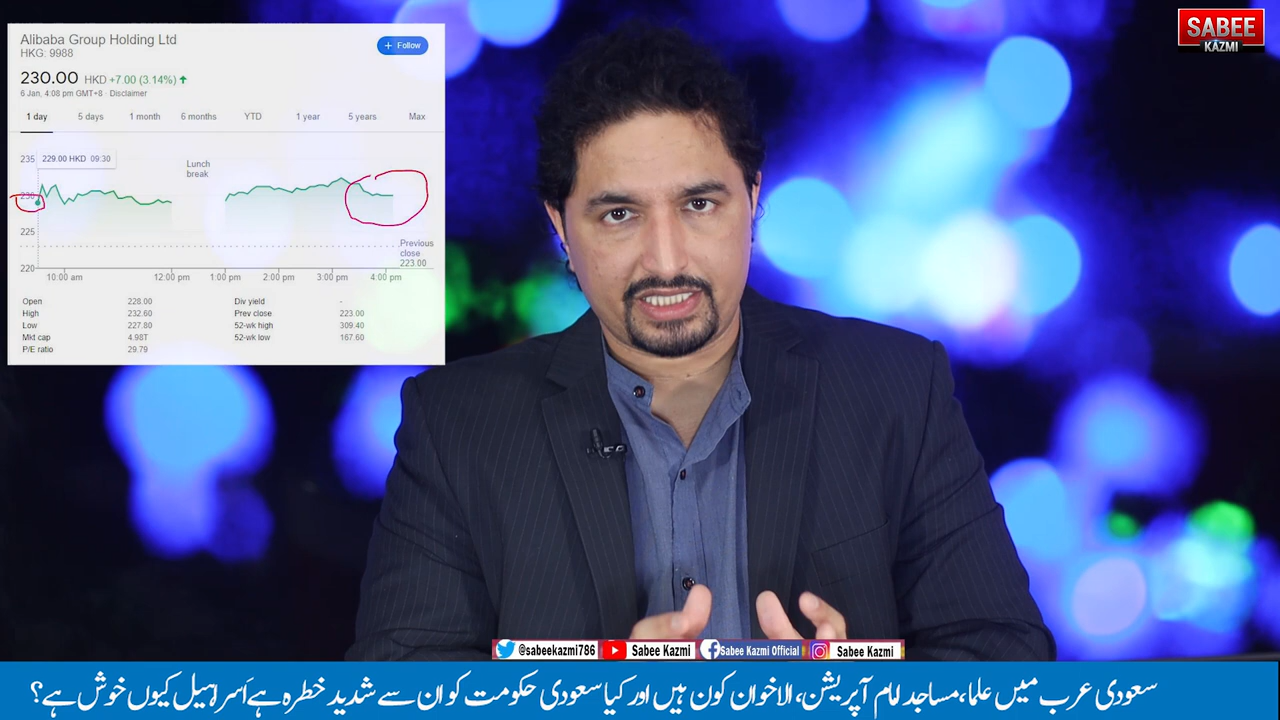 Alibaba Group Holding Ltd
HKG: 9988
+ Follow
230.00 HKD +7.00 (3.14%) ↑
6 Jan, 4:08 pm GMT+8 · Disclaimer
1 day 5 days 1 month 6 months YTD 1 year 5 years Max
235
229.00 HKD 09:30
Lunch
break
230
225
Previous
close
223.00
220
10:00 am 12:00 pm 1:00 pm 2:00 pm 3:00 pm 4:00 pm
Open 228.00 Div yield -
High 232.60 Prev close 223.00
Low 227.80 52-wk high 309.40
Mkt cap 4.98T 52-wk low 167.60
P/E ratio 29.79
SABEE
KAZMI
@sabeekazmi786 Sabee Kazmi Sabee Kazmi Official Sabee Kazmi
سعودی عرب میں علما،مساجد امام آپریشن، الاخوان کون ہیں اور کیا سعودی حکومت کو ان سے شدید خطرہ ہے اسرائیل کیوں خوش ہے؟